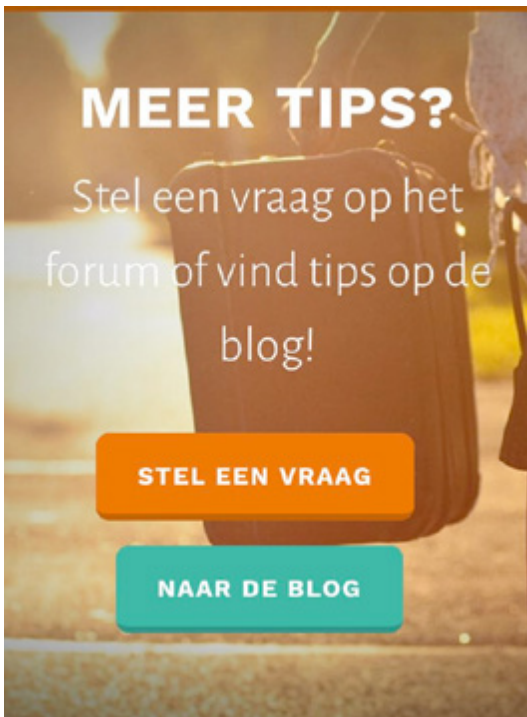 MEER TIPS?
Stel een vraag op het
forum of vind tips op de
blog!
STEL EEN VRAAG
NAAR DE BLOG